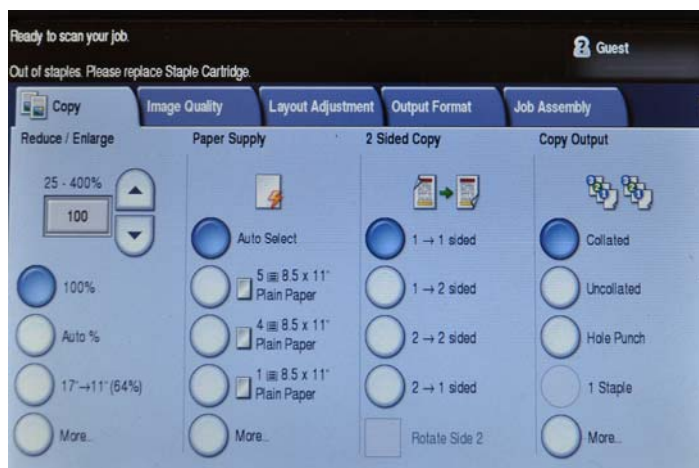 Ready to scan your job.
Guest
Out of staples. Please replace Staple Cartridge.
Copy
Image Quality
Layout Adjustment
Output Format
Job Assembly
Reduce / Enlarge
Paper Supply
2 Sided Copy
Copy Output
25 - 400%
100
100%
Auto %
17"→11" (64%)
More...
Auto Select
5 8.5 x 11"
Plain Paper
4 8.5 x 11"
Plain Paper
1 8.5 x 11"
Plain Paper
More...
1 → 1 sided
1 → 2 sided
2 → 2 sided
2 → 1 sided
Rotate Side 2
Collated
Uncollated
Hole Punch
1 Staple
More...